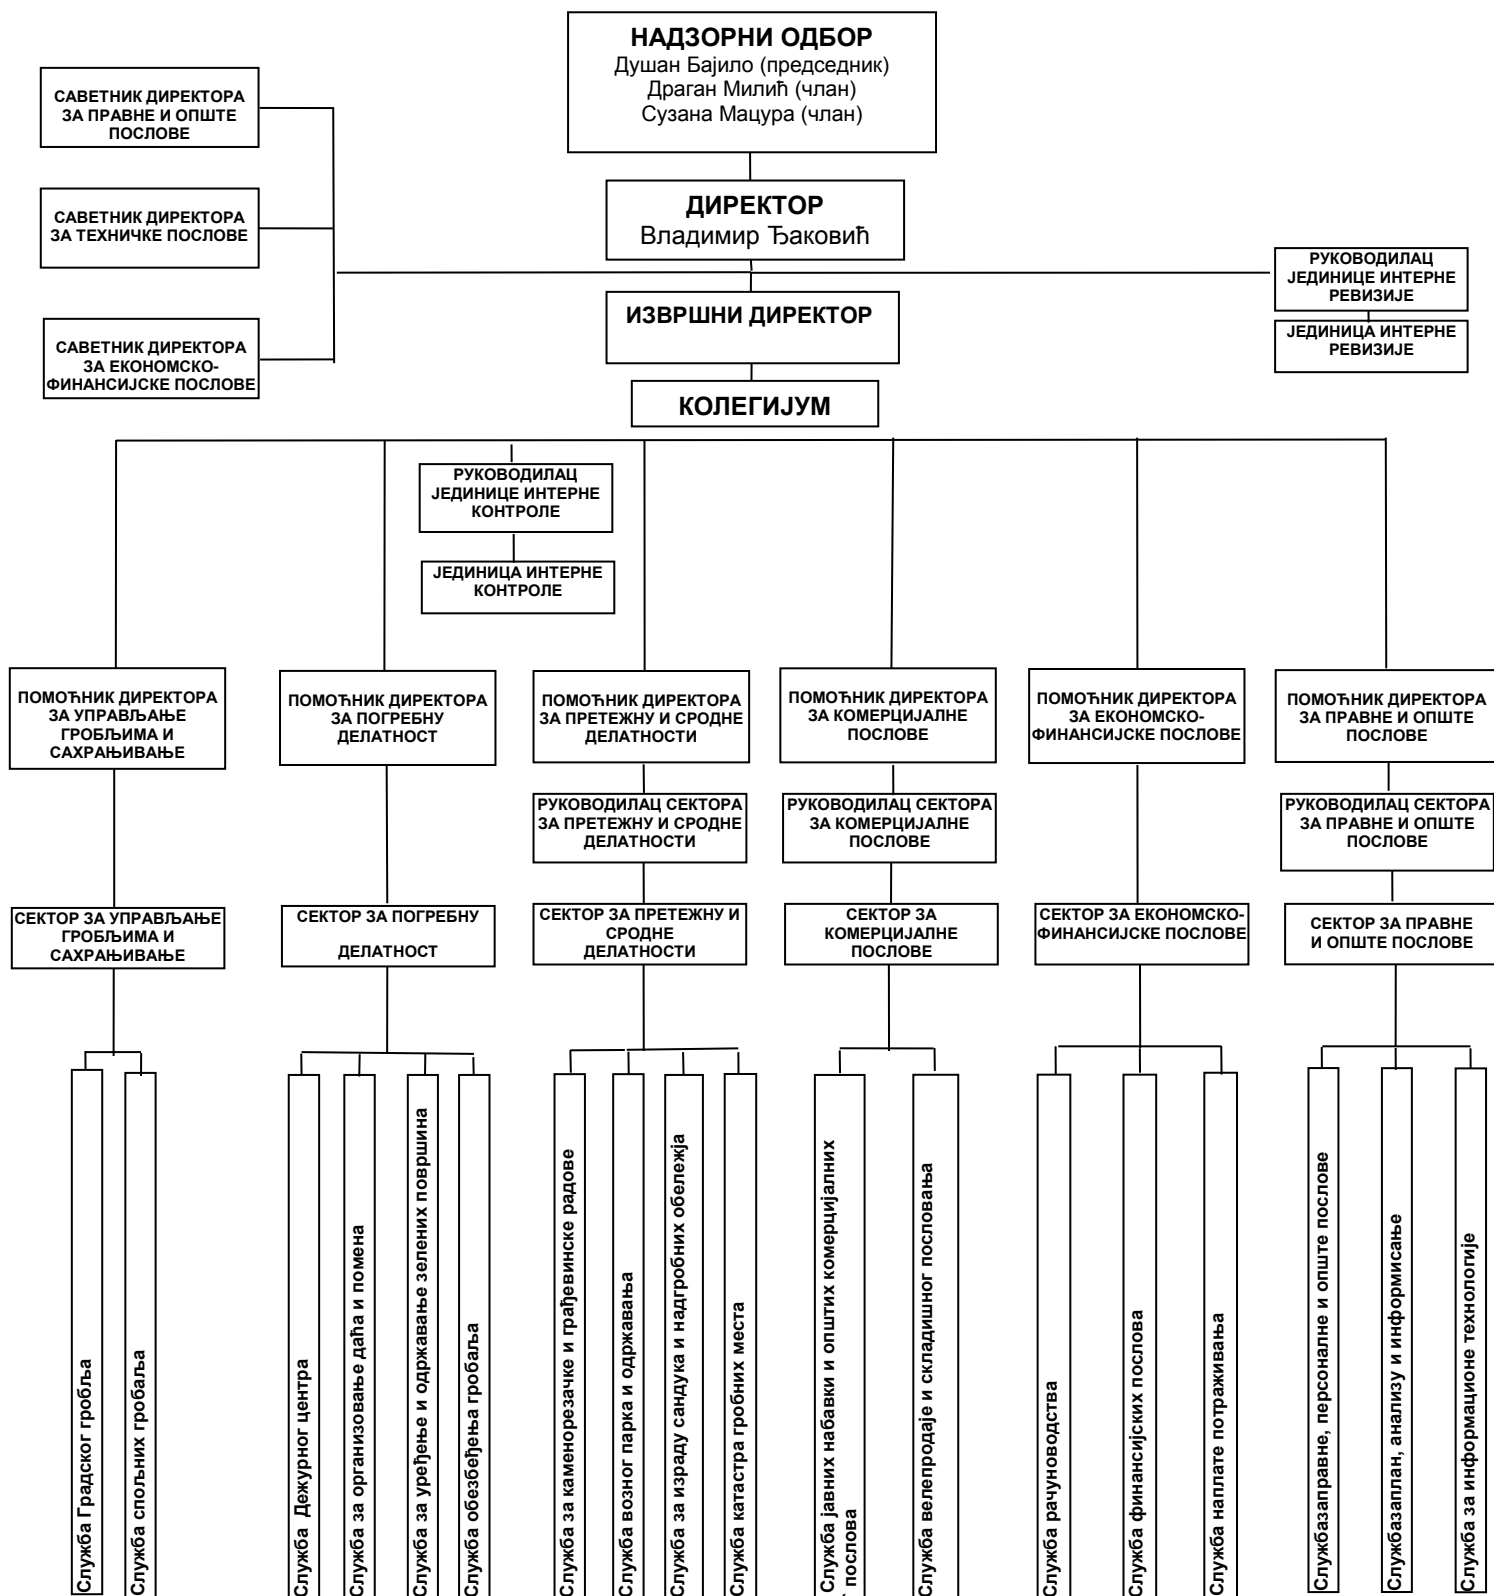 НАДЗОРНИ ОДБОР
Душан Бајило (председник)
Драган Милић (члан)
Сузана Мацура (члан)
САВЕТНИК ДИРЕКТОРА
ЗА ПРАВНЕ И ОПШТЕ
ПОСЛОВЕ
САВЕТНИК ДИРЕКТОРА
ЗА ТЕХНИЧКЕ ПОСЛОВЕ
САВЕТНИК ДИРЕКТОРА
ЗА ЕКОНОМСКО-
ФИНАНСИЈСКЕ ПОСЛОВЕ
ДИРЕКТОР
Владимир Ђаковић
РУКОВОДИЛАЦ
ЈЕДИНИЦЕ ИНТЕРНЕ
РЕВИЗИЈЕ
ЈЕДИНИЦА ИНТЕРНЕ
РЕВИЗИЈЕ
ИЗВРШНИ ДИРЕКТОР
КОЛЕГИЈУМ
РУКОВОДИЛАЦ
ЈЕДИНИЦЕ ИНТЕРНЕ
КОНТРОЛЕ
ЈЕДИНИЦА ИНТЕРНЕ
КОНТРОЛЕ
ПОМОЋНИК ДИРЕКТОРА
ЗА УПРАВЉАЊЕ
ГРОБЉИМА И
САХРАЊИВАЊЕ
ПОМОЋНИК ДИРЕКТОРА
ЗА ПОГРЕБНУ
ДЕЛАТНОСТ
ПОМОЋНИК ДИРЕКТОРА
ЗА ПРЕТЕЖНУ И СРОДНЕ
ДЕЛАТНОСТИ
ПОМОЋНИК ДИРЕКТОРА
ЗА КОМЕРЦИЈАЛНЕ
ПОСЛОВЕ
ПОМОЋНИК ДИРЕКТОРА
ЗА ЕКОНОМСКО-
ФИНАНСИЈСКЕ ПОСЛОВЕ
ПОМОЋНИК ДИРЕКТОРА
ЗА ПРАВНЕ И ОПШТЕ
ПОСЛОВЕ
РУКОВОДИЛАЦ СЕКТОРА
ЗА ПРЕТЕЖНУ И СРОДНЕ
ДЕЛАТНОСТИ
РУКОВОДИЛАЦ СЕКТОРА
ЗА КОМЕРЦИЈАЛНЕ
ПОСЛОВЕ
РУКОВОДИЛАЦ СЕКТОРА
ЗА ПРАВНЕ И ОПШТЕ
ПОСЛОВЕ
СЕКТОР ЗА УПРАВЉАЊЕ
ГРОБЉИМА И
САХРАЊИВАЊЕ
СЕКТОР ЗА ПОГРЕБНУ
ДЕЛАТНОСТ
СЕКТОР ЗА ПРЕТЕЖНУ И
СРОДНЕ
ДЕЛАТНОСТИ
СЕКТОР ЗА
КОМЕРЦИЈАЛНЕ
ПОСЛОВЕ
СЕКТОР ЗА ЕКОНОМСКО-
ФИНАНСИЈСКЕ ПОСЛОВЕ
СЕКТОР ЗА ПРАВНЕ
И ОПШТЕ ПОСЛОВЕ
Служба Градског гробља
Служба спољних гробаља
Служба Дежурног центра
Служба за организовање даћа и помена
Служба за уређење и одржавање зелених површина
Служба обезбеђења гробаља
Служба за каменорезачке и грађевинске радове
Служба возног парка и одржавања
Служба за израду сандука и надгробних обележја
Служба катастра гробних места
Служба јавних набавки и општих комерцијалних
послова
Служба велепродаје и складишног пословања
Служба рачуноводства
Служба финансијских послова
Служба наплате потраживања
Службазаправне, персоналне и опште послове
Службазаплан, анализу и информисање
Служба за информационе технологије